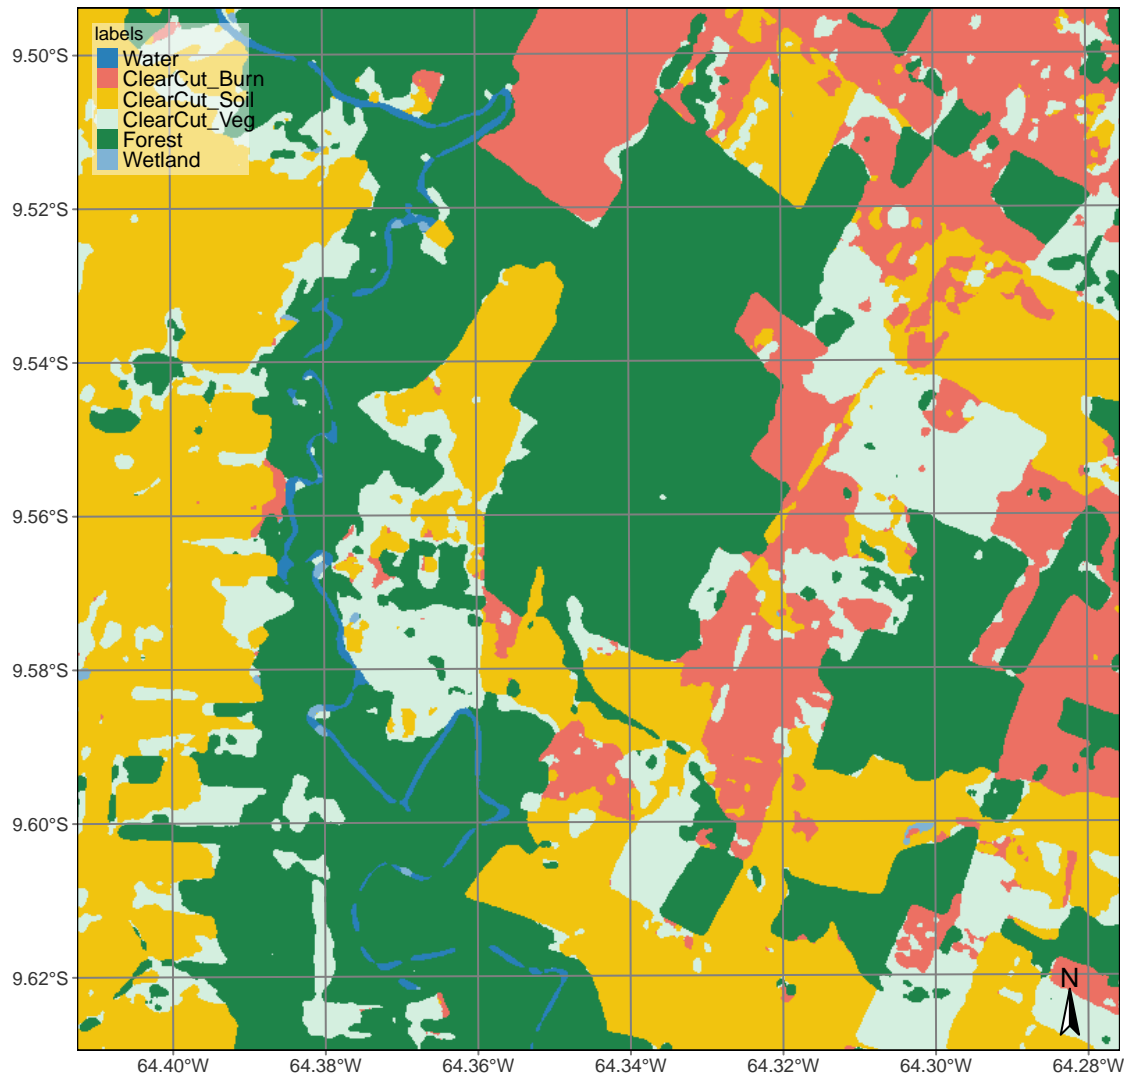 labels
Water
ClearCut_Burn
ClearCut_Soil
ClearCut_Veg
Forest
Wetland
9.50°S
9.52°S
9.54°S
9.56°S
9.58°S
9.60°S
9.62°S
N
64.40°W 64.38°W 64.36°W 64.34°W 64.32°W 64.30°W 64.28°W